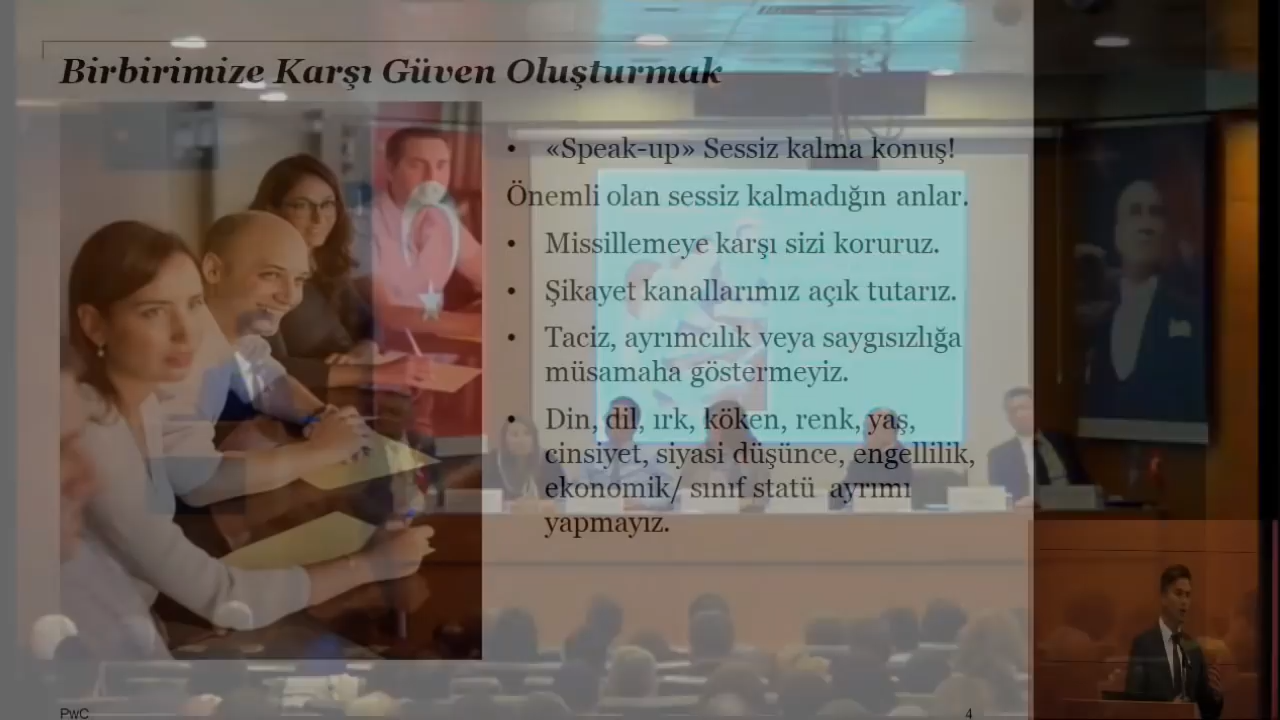 Birbirimize Karşı Güven Oluşturmak
• «Speak-up» Sessiz kalma konuş!
Önemli olan sessiz kalmadığın anlar.
• Missillemeye karşı sizi koruruz.
• Şikayet kanallarımız açık tutarız.
• Taciz, ayrımcılık veya saygısızlığa
müsamaha göstermeyiz.
• Din, dil, ırk, köken, renk, yaş,
cinsiyet, siyasi düşünce, engellilik,
ekonomik/ sınıf statü ayrımı
yapmayız.
PwC
4